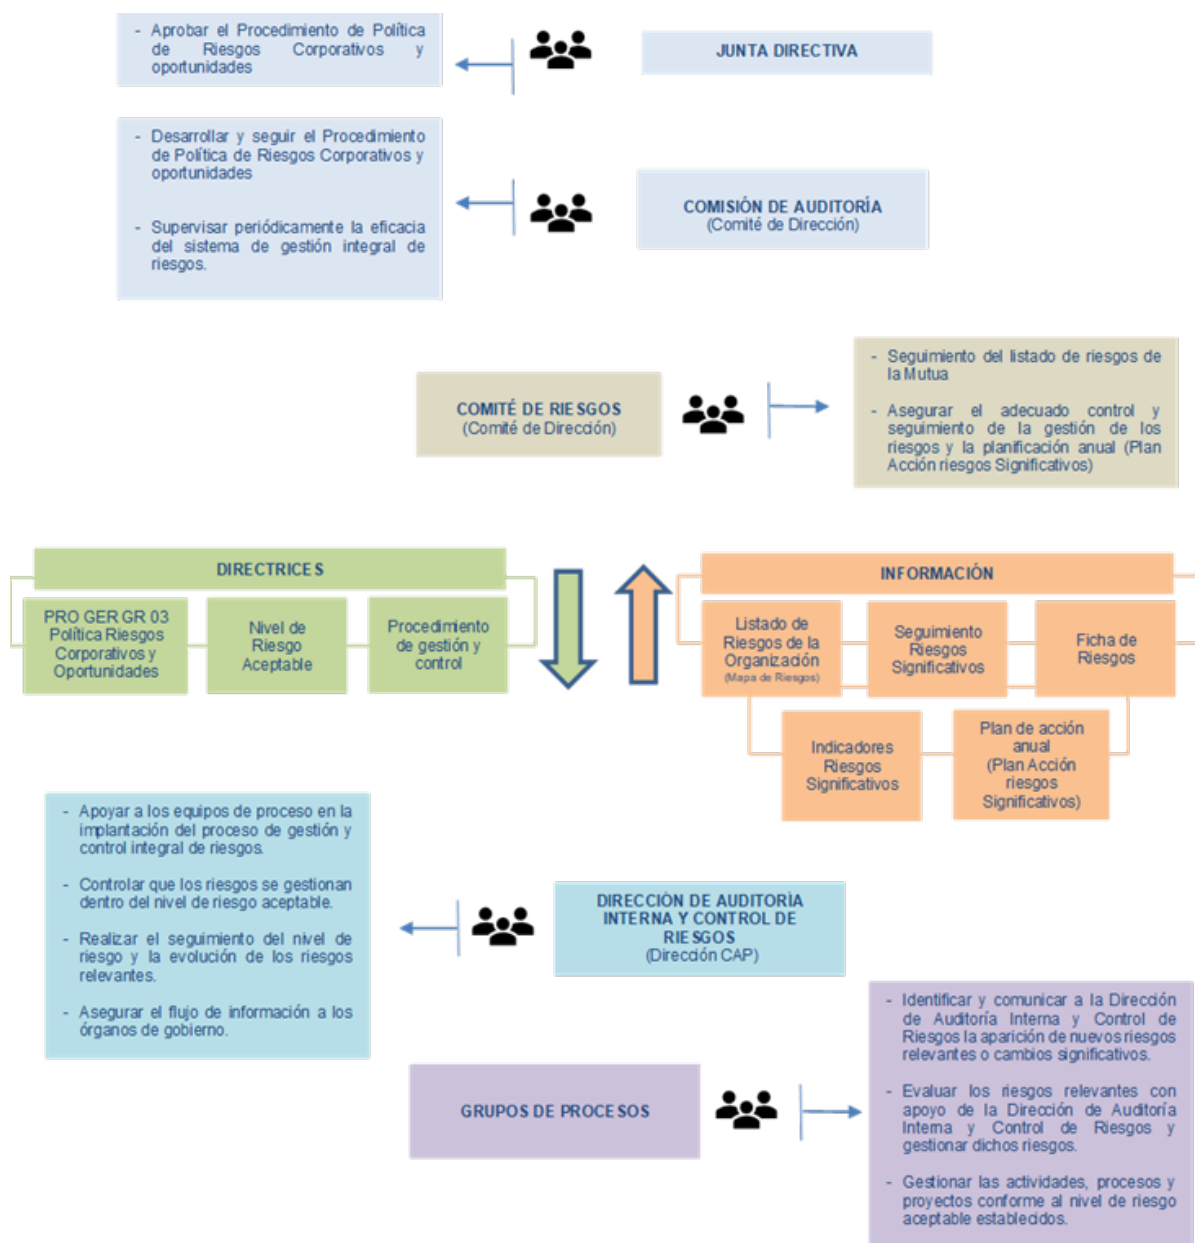 - Aprobar el Procedimiento de Política
de Riesgos Corporativos y
oportunidades
JUNTA DIRECTIVA
- Desarrollar y seguir el Procedimiento
de Política de Riesgos Corporativos y
oportunidades
- Supervisar periódicamente la eficacia
del sistema de gestión integral de
riesgos.
COMISIÓN DE AUDITORÍA
(Comité de Dirección)
COMITÉ DE RIESGOS
(Comité de Dirección)
- Seguimiento del listado de riesgos de
la Mutua
- Asegurar el adecuado control y
seguimiento de la gestión de los
riesgos y la planificación anual (Plan
Acción riesgos Significativos)
DIRECTRICES
PRO GER GR 03
Política Riesgos
Corporativos y
Oportunidades
Nivel de
Riesgo
Aceptable
Procedimiento
de gestión y
control
INFORMACIÓN
Listado de
Riesgos de la
Organización
(Mapa de Riesgos)
Seguimiento
Riesgos
Significativos
Ficha de
Riesgos
Indicadores
Riesgos
Significativos
Plan de acción
anual
(Plan Acción
riesgos
Significativos)
- Apoyar a los equipos de proceso en la
implantación del proceso de gestión y
control integral de riesgos.
- Controlar que los riesgos se gestionan
dentro del nivel de riesgo aceptable.
- Realizar el seguimiento del nivel de
riesgo y la evolución de los riesgos
relevantes.
- Asegurar el flujo de información a los
órganos de gobierno.
DIRECCIÓN DE AUDITORÌA
INTERNA Y CONTROL DE
RIESGOS
(Dirección CAP)
GRUPOS DE PROCESOS
- Identificar y comunicar a la Dirección
de Auditoría Interna y Control de
Riesgos la aparición de nuevos riesgos
relevantes o cambios significativos.
- Evaluar los riesgos relevantes con
apoyo de la Dirección de Auditoría
Interna y Control de Riesgos y
gestionar dichos riesgos.
- Gestionar las actividades, procesos y
proyectos conforme al nivel de riesgo
aceptable establecidos.